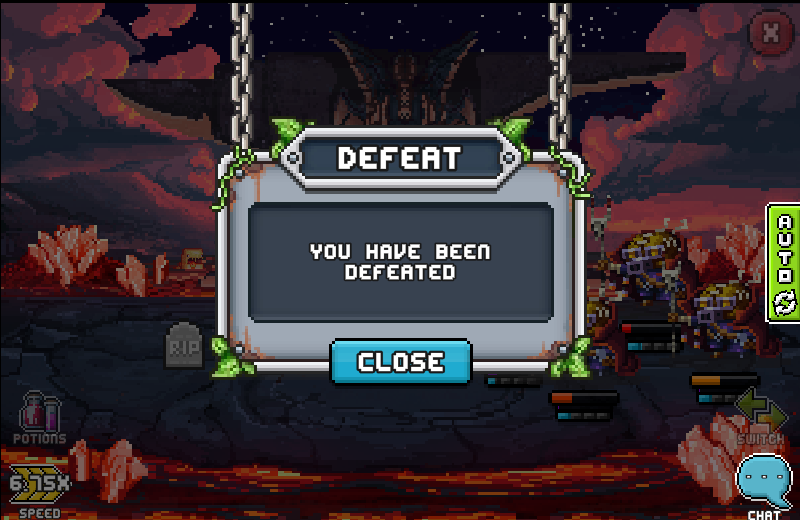 X
DEFEAT
YOU HAVE BEEN
DEFEATED
AUTO
RIP
CLOSE
POTIONS
SWITCH
6.75X
SPEED
CHAT